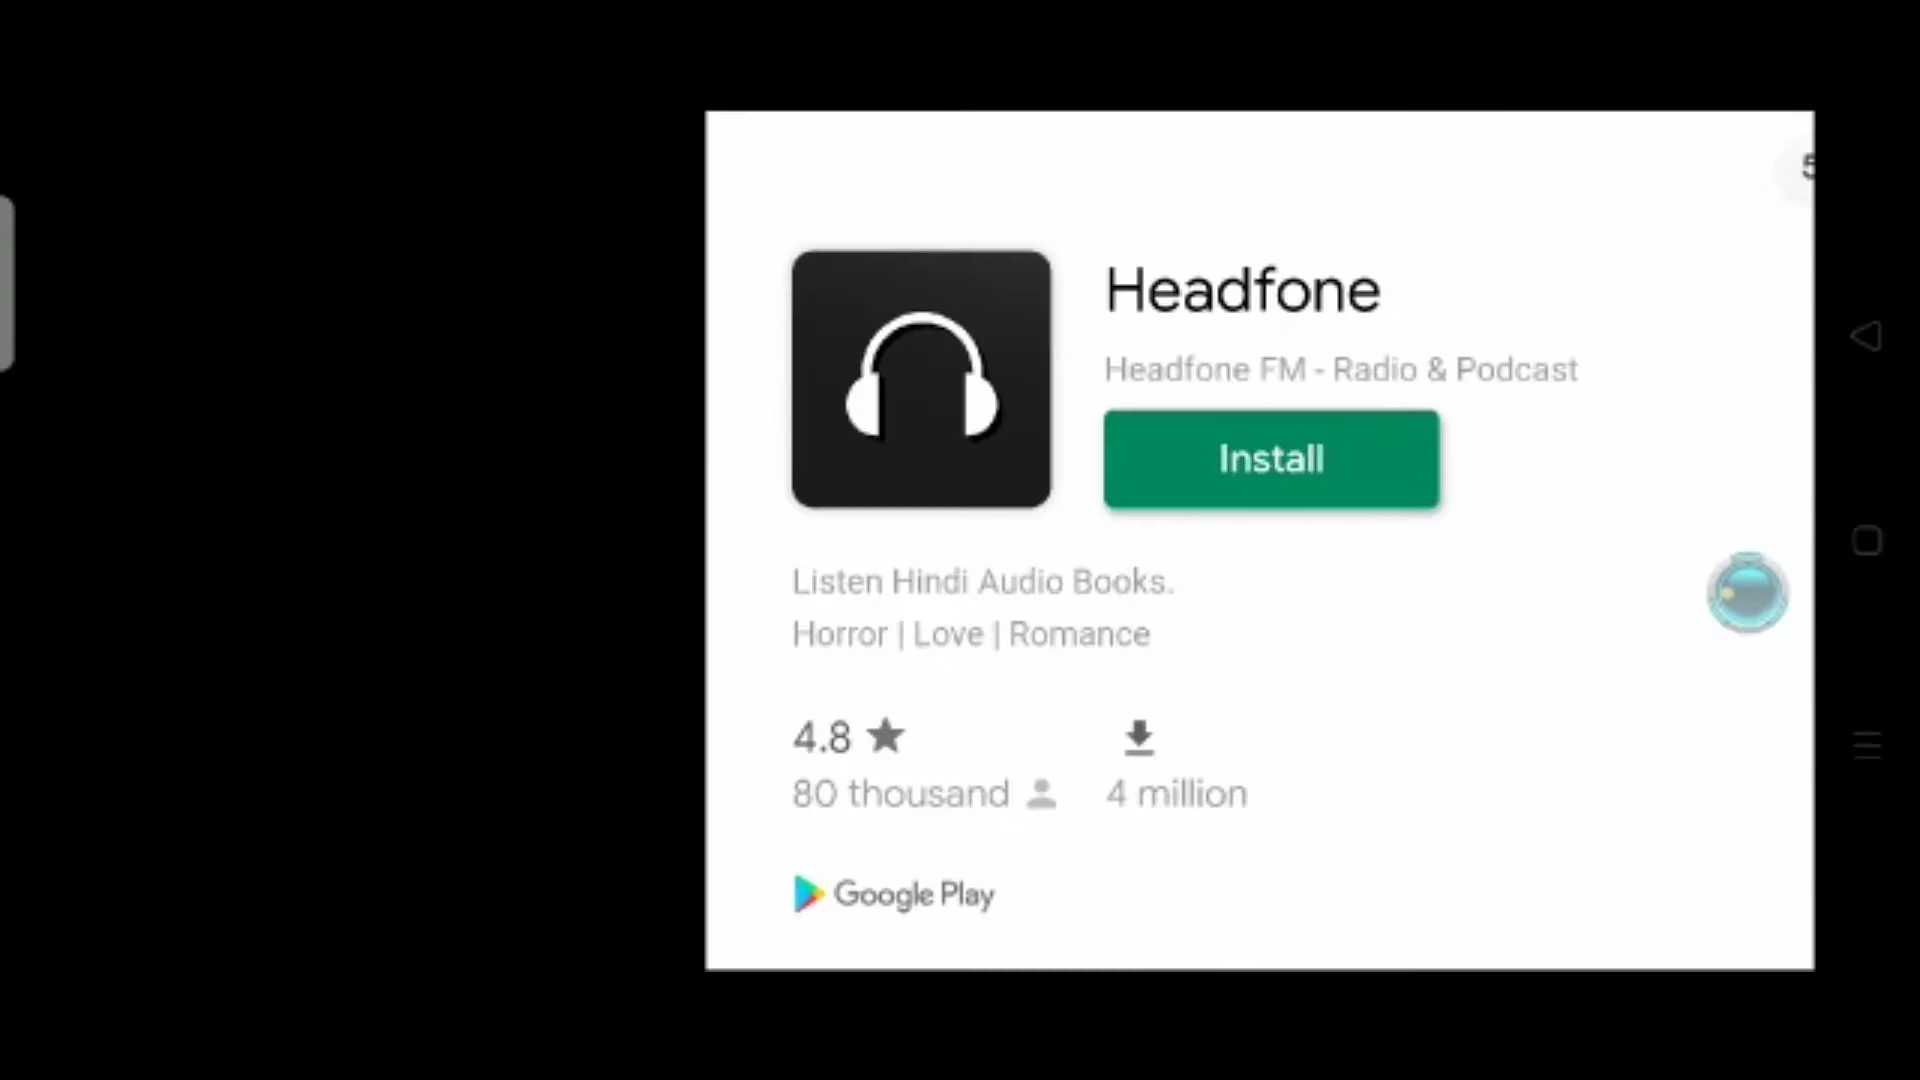 5
Headfone
Headfone FM - Radio & Podcast
Install
Listen Hindi Audio Books.
Horror | Love | Romance
4.8
80 thousand
4 million
Google Play